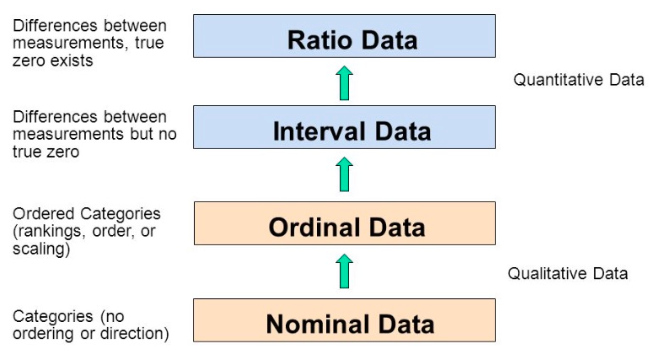 Differences between
measurements, true
zero exists
Ratio Data
Quantitative Data
Differences between
measurements but no
true zero
Interval Data
Ordered Categories
(rankings, order, or
scaling)
Ordinal Data
Qualitative Data
Categories (no
ordering or direction)
Nominal Data